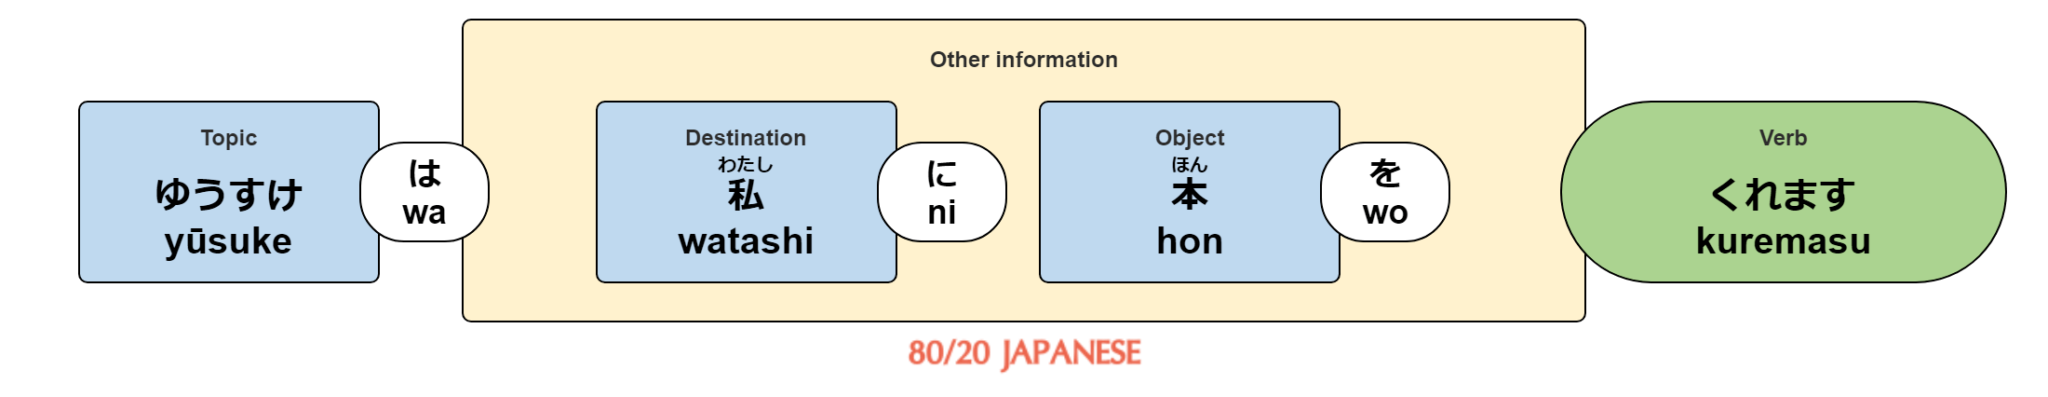 Other information
Topic
ゆうすけ
yūsuke
は
wa
Destination
わたし
私
watashi
に
ni
Object
ほん
本
hon
を
wo
Verb
くれます
kuremasu
80/20 JAPANESE